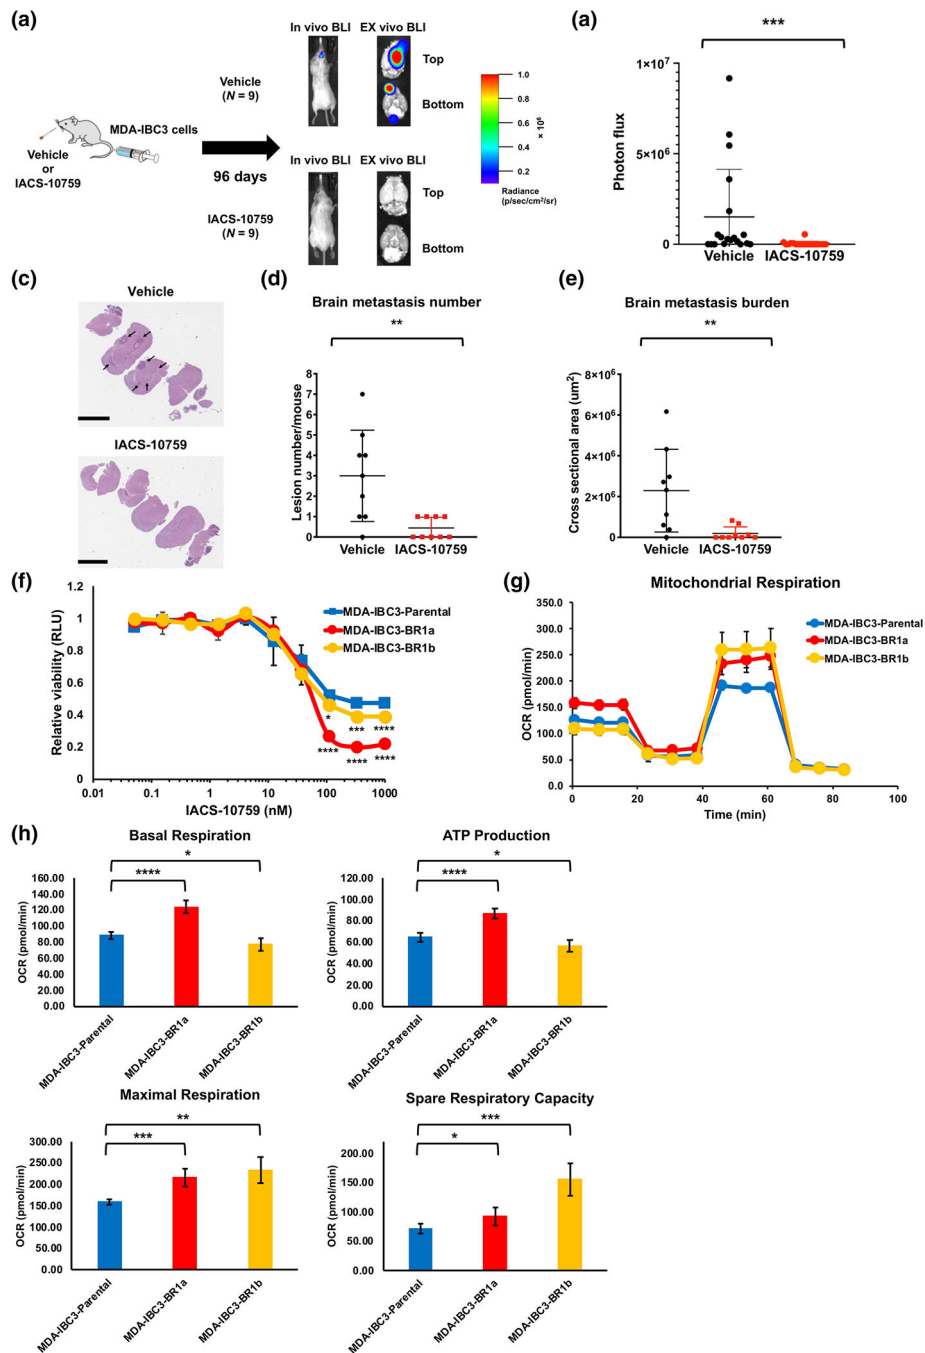 (a)
In vivo BLI EX vivo BLI
Vehicle
(N = 9)
Top
Bottom
MDA-IBC3 cells
Vehicle
or
IACS-10759
96 days
In vivo BLI EX vivo BLI
IACS-10759
(N = 9)
Top
Bottom
1.0
0.8
0.6
0.4
0.2
× 10⁶
Radiance
(p/sec/cm²/sr)
(a)
***
Photon flux
1×10⁷
5×10⁶
0
Vehicle IACS-10759
(c)
Vehicle
IACS-10759
(d)
Brain metastasis number
**
Lesion number/mouse
8
7
6
5
4
3
2
1
0
Vehicle IACS-10759
(e)
Brain metastasis burden
**
Cross sectional area (um²)
8×10⁶
6×10⁶
4×10⁶
2×10⁶
0
Vehicle IACS-10759
(f)
Relative viability (RLU)
1.2
1
0.8
0.6
0.4
0.2
0
MDA-IBC3-Parental
MDA-IBC3-BR1a
MDA-IBC3-BR1b
* *** ****
**** **** ****
0.01 0.1 1 10 100 1000
IACS-10759 (nM)
(g)
Mitochondrial Respiration
OCR (pmol/min)
350.0
300.0
250.0
200.0
150.0
100.0
50.0
0.0
MDA-IBC3-Parental
MDA-IBC3-BR1a
MDA-IBC3-BR1b
0 20 40 60 80 100
Time (min)
(h)
Basal Respiration
*
****
OCR (pmol/min)
160.00
140.00
120.00
100.00
80.00
60.00
40.00
20.00
0.00
MDA-IBC3-Parental
MDA-IBC3-BR1a
MDA-IBC3-BR1b
ATP Production
*
****
OCR (pmol/min)
120.00
100.00
80.00
60.00
40.00
20.00
0.00
MDA-IBC3-Parental
MDA-IBC3-BR1a
MDA-IBC3-BR1b
Maximal Respiration
**
***
OCR (pmol/min)
300.00
250.00
200.00
150.00
100.00
50.00
0.00
MDA-IBC3-Parental
MDA-IBC3-BR1a
MDA-IBC3-BR1b
Spare Respiratory Capacity
***
*
OCR (pmol/min)
200.00
150.00
100.00
50.00
0.00
MDA-IBC3-Parental
MDA-IBC3-BR1a
MDA-IBC3-BR1b